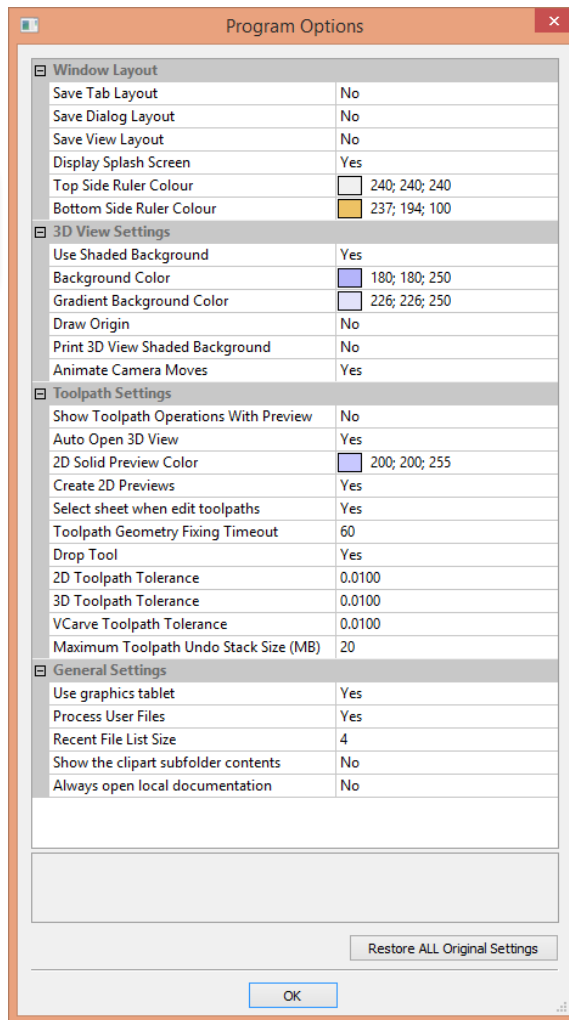 Program Options
Window Layout
Save Tab Layout No
Save Dialog Layout No
Save View Layout No
Display Splash Screen Yes
Top Side Ruler Colour 240; 240; 240
Bottom Side Ruler Colour 237; 194; 100
3D View Settings
Use Shaded Background Yes
Background Color 180; 180; 250
Gradient Background Color 226; 226; 250
Draw Origin No
Print 3D View Shaded Background No
Animate Camera Moves Yes
Toolpath Settings
Show Toolpath Operations With Preview No
Auto Open 3D View Yes
2D Solid Preview Color 200; 200; 255
Create 2D Previews Yes
Select sheet when edit toolpaths Yes
Toolpath Geometry Fixing Timeout 60
Drop Tool Yes
2D Toolpath Tolerance 0.0100
3D Toolpath Tolerance 0.0100
VCarve Toolpath Tolerance 0.0100
Maximum Toolpath Undo Stack Size (MB) 20
General Settings
Use graphics tablet Yes
Process User Files Yes
Recent File List Size 4
Show the clipart subfolder contents No
Always open local documentation No
Restore ALL Original Settings
OK